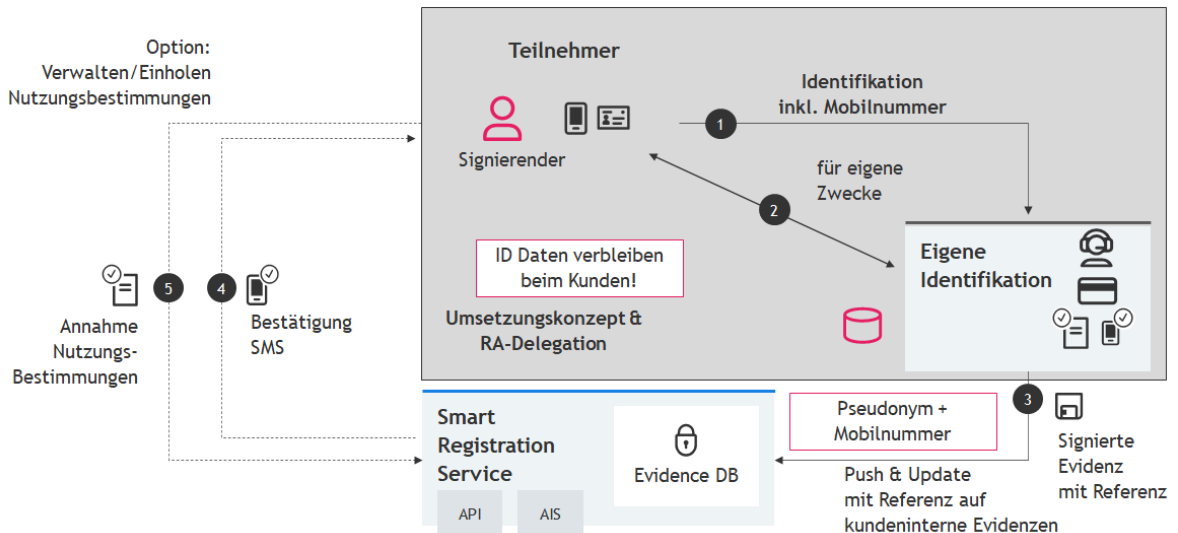 Option:
Verwalten/Einholen
Nutzungsbestimmungen
Teilnehmer
Signierender
1
Identifikation
inkl. Mobilnummer
für eigene
Zwecke
2
ID Daten verbleiben
beim Kunden!
Umsetzungskonzept &
RA-Delegation
Eigene
Identifikation
5
4
Annahme
Nutzungs-
Bestimmungen
Bestätigung
SMS
Smart
Registration
Service
API
AIS
Evidence DB
Pseudonym +
Mobilnummer
3
Signierte
Evidenz
mit Referenz
Push & Update
mit Referenz auf
kundeninterne Evidenzen